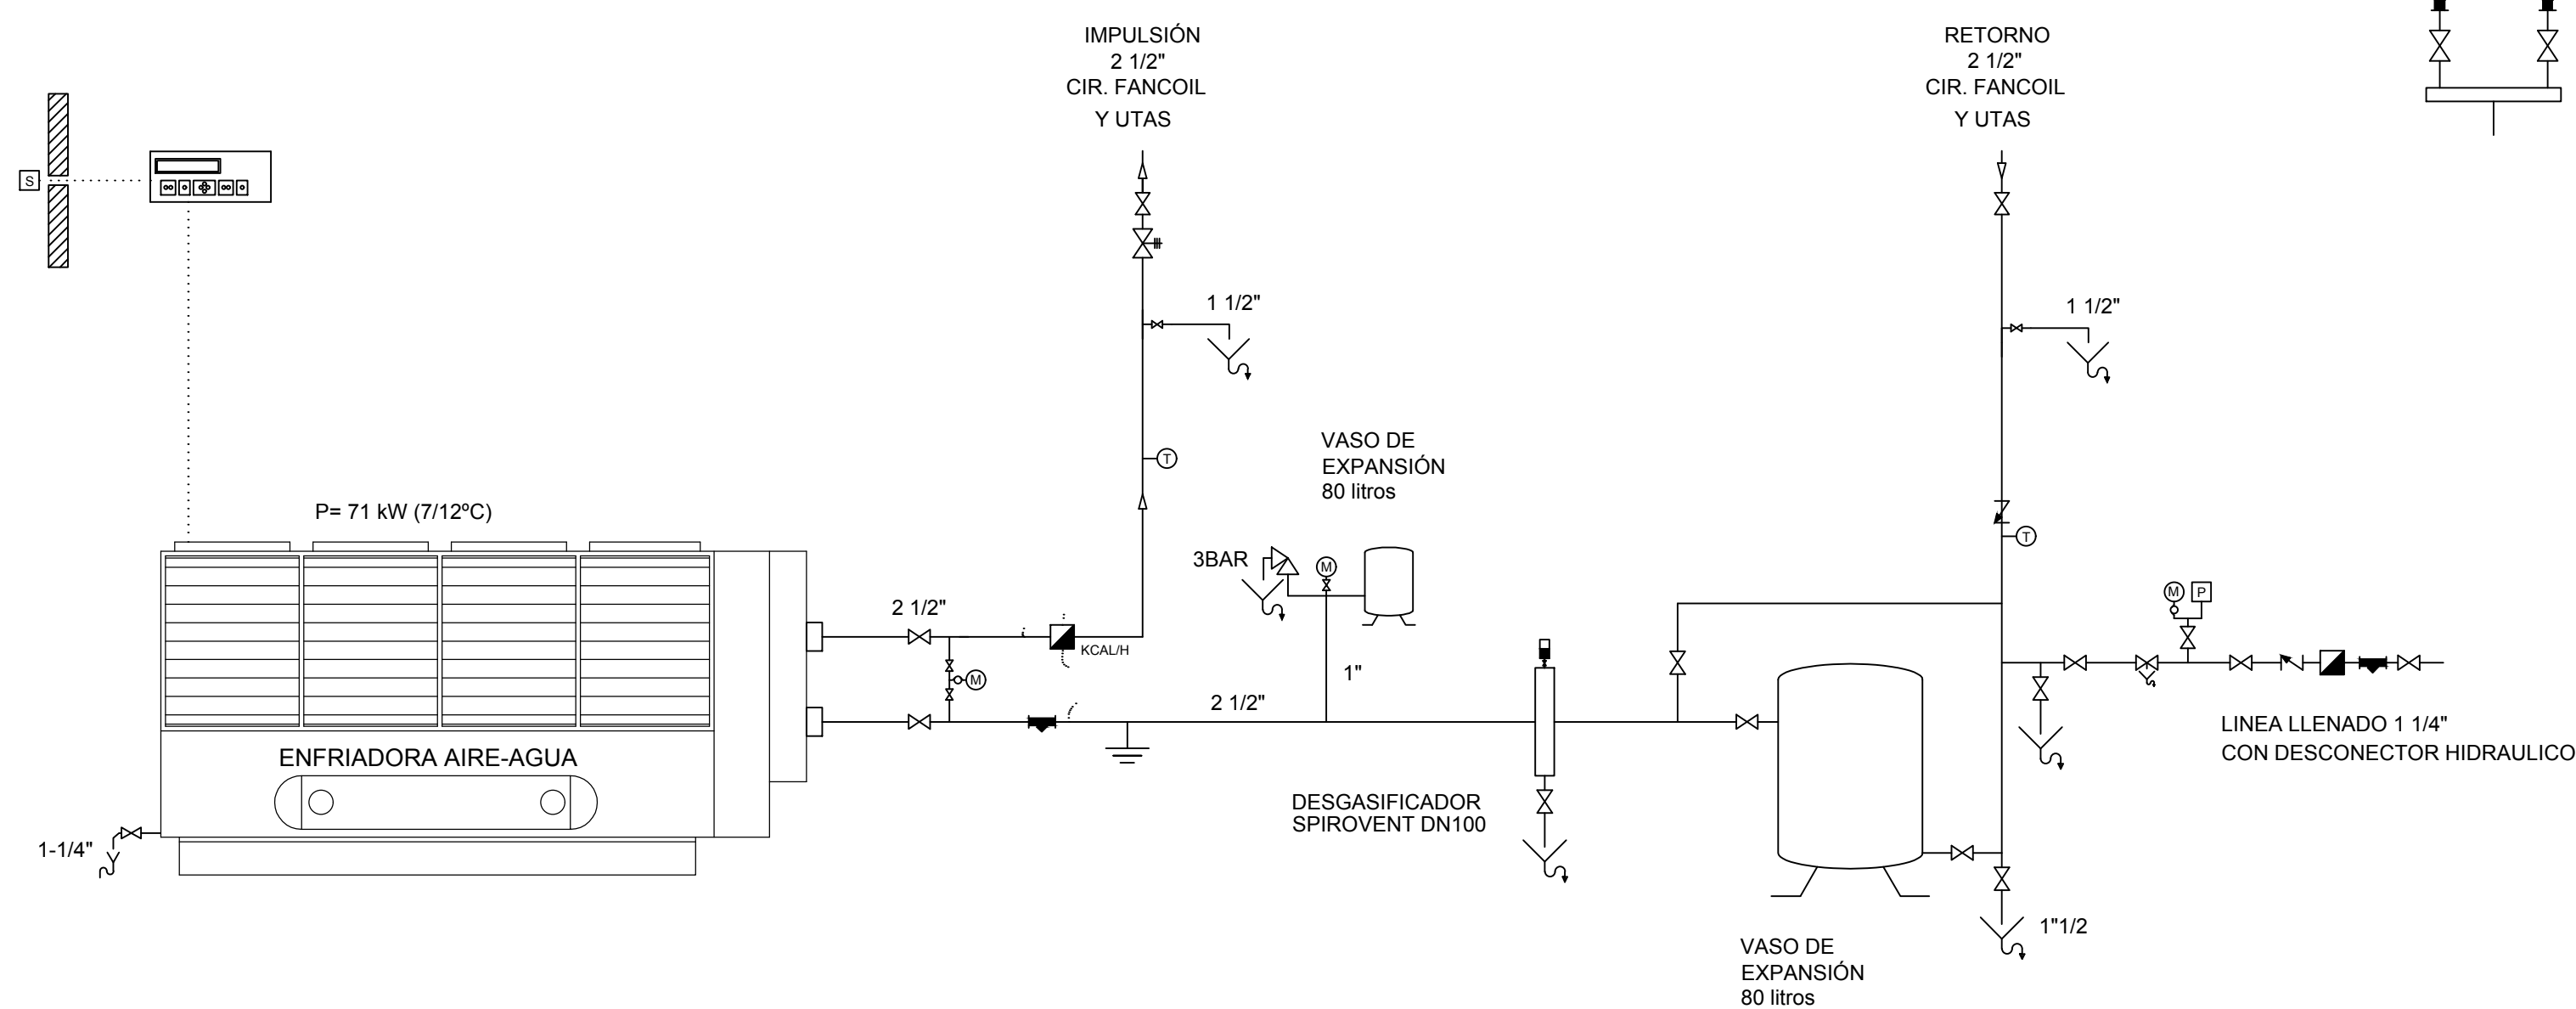 IMPULSIÓN
2 1/2"
CIR. FANCOIL
Y UTAS
RETORNO
2 1/2"
CIR. FANCOIL
Y UTAS
S
1 1/2"
1 1/2"
VASO DE
EXPANSIÓN
80 litros
T
P= 71 kW (7/12ºC)
T
3BAR
M
M
P
2 1/2"
KCAL/H
M
1"
2 1/2"
LINEA LLENADO 1 1/4"
CON DESCONECTOR HIDRAULICO
ENFRIADORA AIRE-AGUA
DESGASIFICADOR
SPIROVENT DN100
1-1/4"
1"1/2
VASO DE
EXPANSIÓN
80 litros